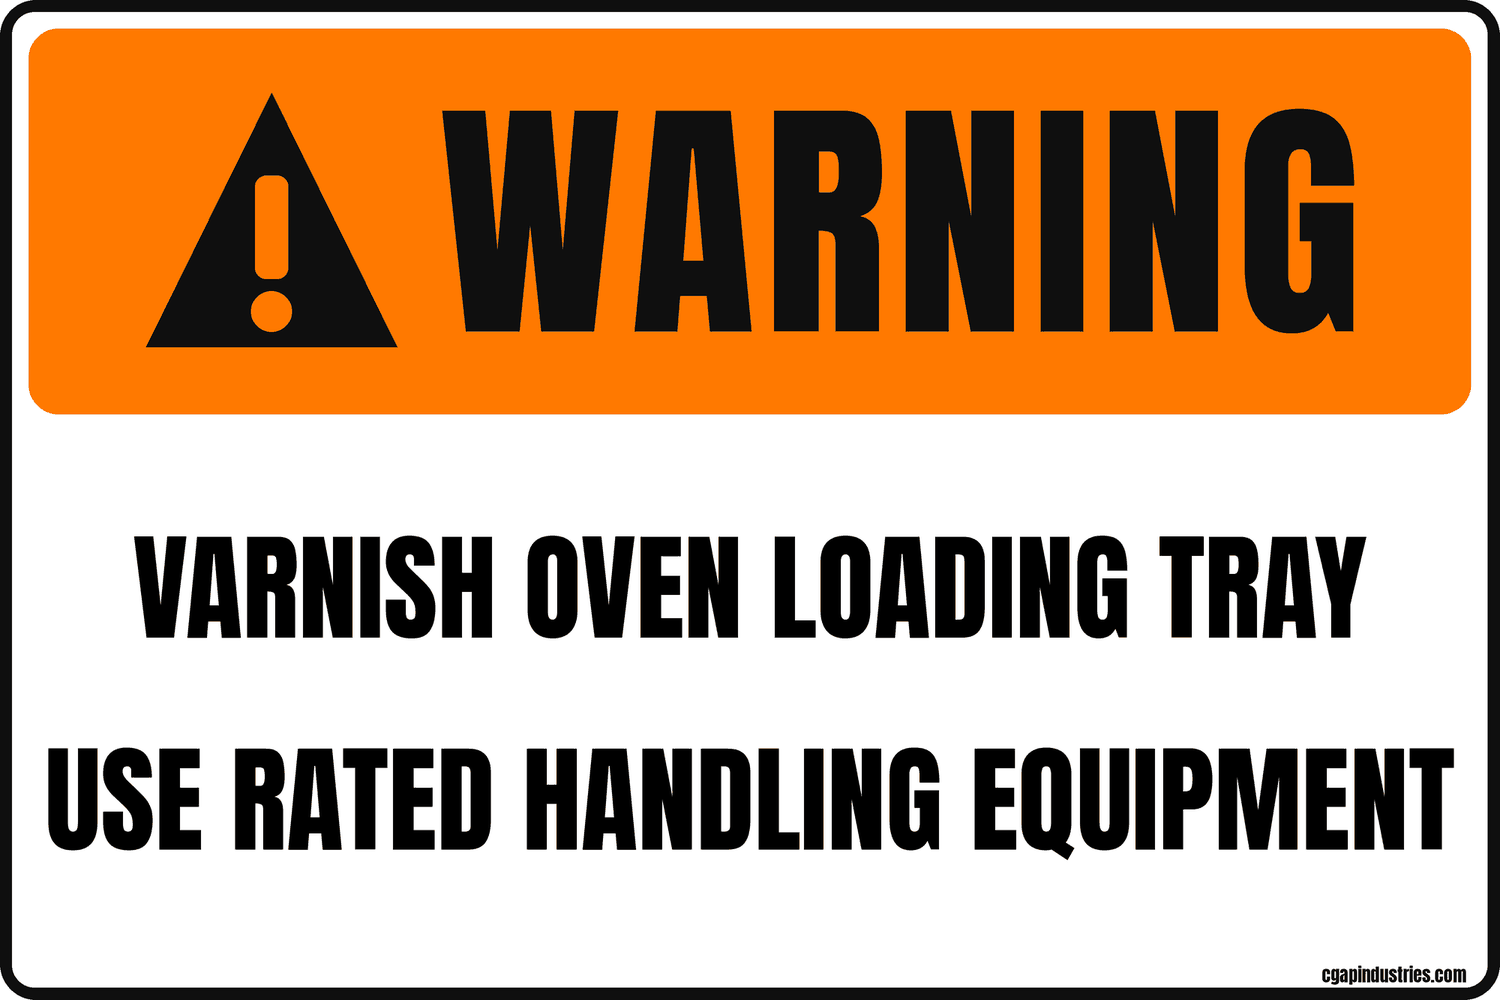 WARNING
VARNISH OVEN LOADING TRAY
USE RATED HANDLING EQUIPMENT
cgapindustries.com